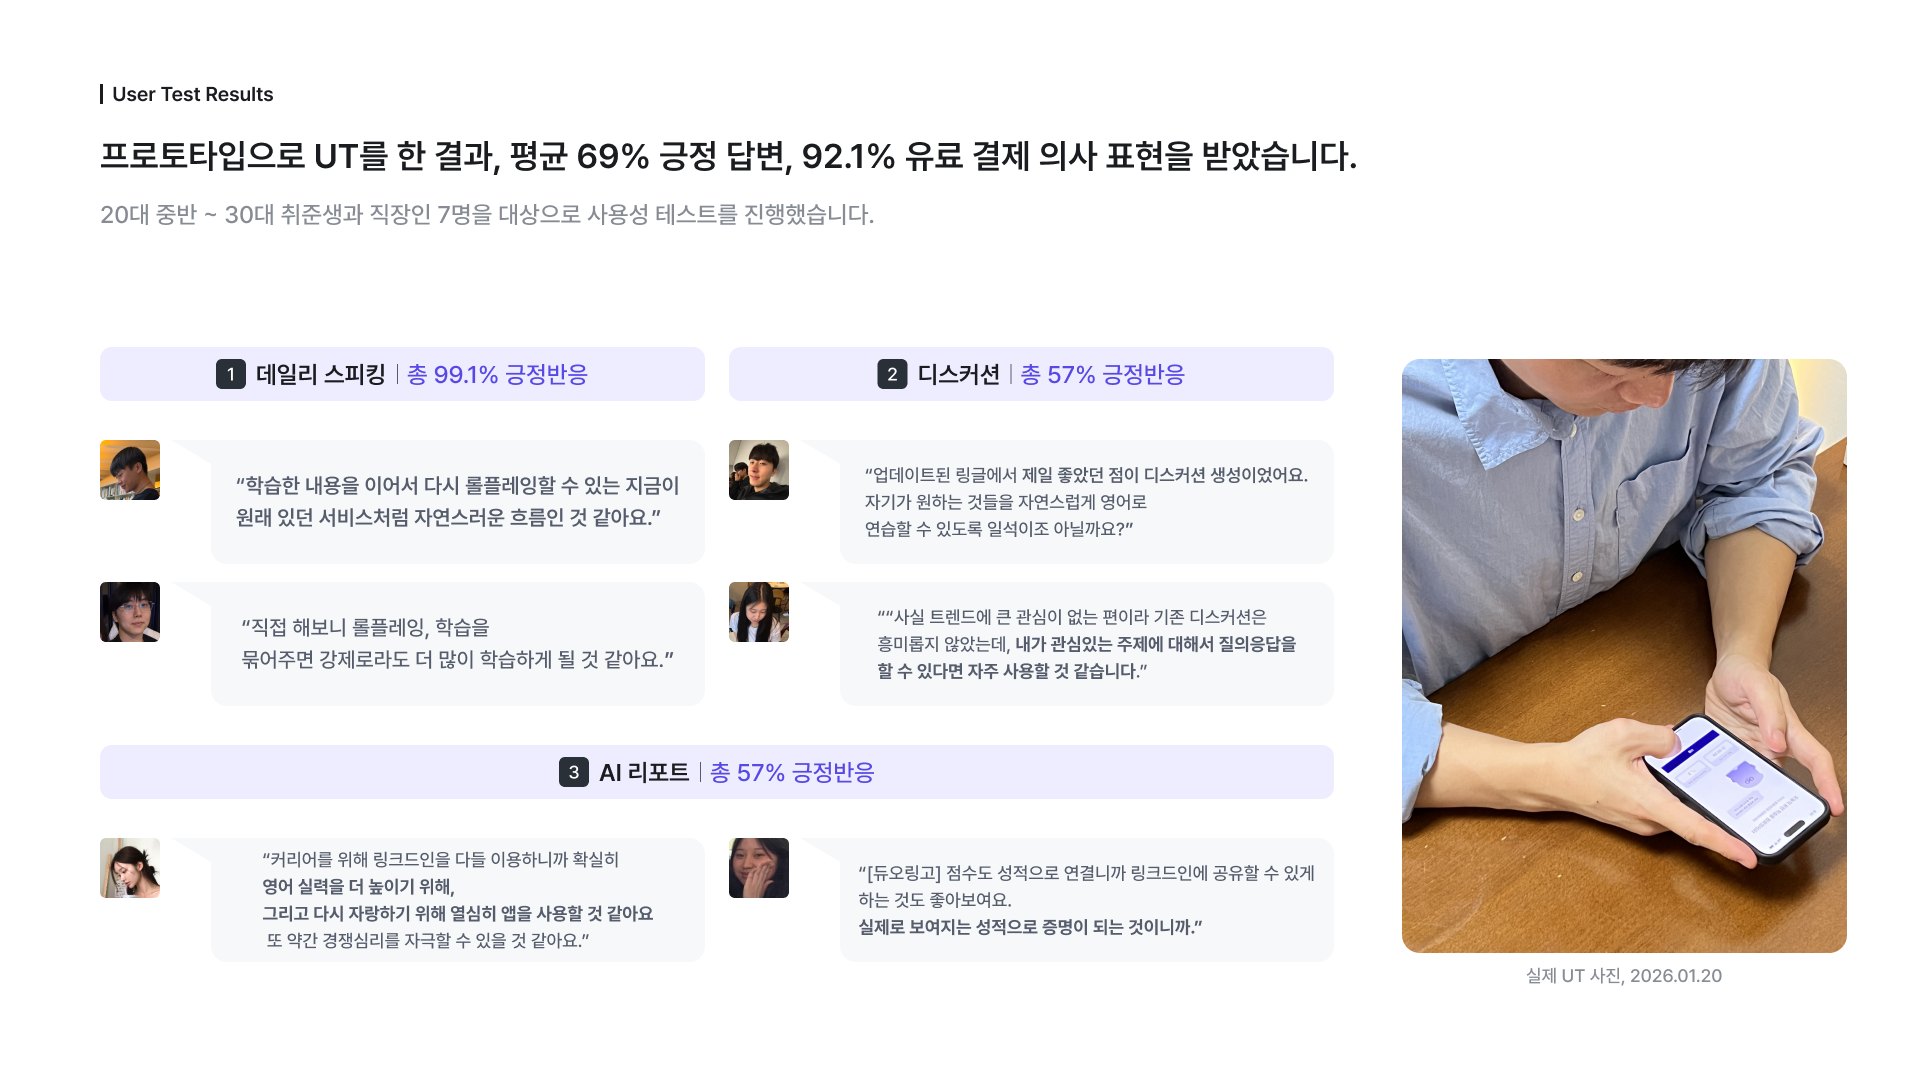 User Test Results
프로토타입으로 UT를 한 결과, 평균 69% 긍정 답변, 92.1% 유료 결제 의사 표현을 받았습니다.
20대 중반 ~ 30대 취준생과 직장인 7명을 대상으로 사용성 테스트를 진행했습니다.
1 데일리 스피킹 | 총 99.1% 긍정반응
“학습한 내용을 이어서 다시 롤플레잉할 수 있는 지금이
원래 있던 서비스처럼 자연스러운 흐름인 것 같아요.”
“직접 해보니 롤플레잉, 학습을
묶어주면 강제로라도 더 많이 학습하게 될 것 같아요.”
2 디스커션 | 총 57% 긍정반응
“업데이트된 링글에서 제일 좋았던 점이 디스커션 생성이었어요.
자기가 원하는 것들을 자연스럽게 영어로
연습할 수 있도록 일석이조 아닐까요?”
““사실 트렌드에 큰 관심이 없는 편이라 기존 디스커션은
흥미롭지 않았는데, 내가 관심있는 주제에 대해서 질의응답을
할 수 있다면 자주 사용할 것 같습니다.”
3 AI 리포트 | 총 57% 긍정반응
“커리어를 위해 링크드인을 다들 이용하니까 확실히
영어 실력을 더 높이기 위해,
그리고 다시 자랑하기 위해 열심히 앱을 사용할 것 같아요
또 약간 경쟁심리를 자극할 수 있을 것 같아요.”
“[듀오링고] 점수도 성적으로 연결니까 링크드인에 공유할 수 있게
하는 것도 좋아보여요.
실제로 보여지는 성적으로 증명이 되는 것이니까.”
실제 UT 사진, 2026.01.20